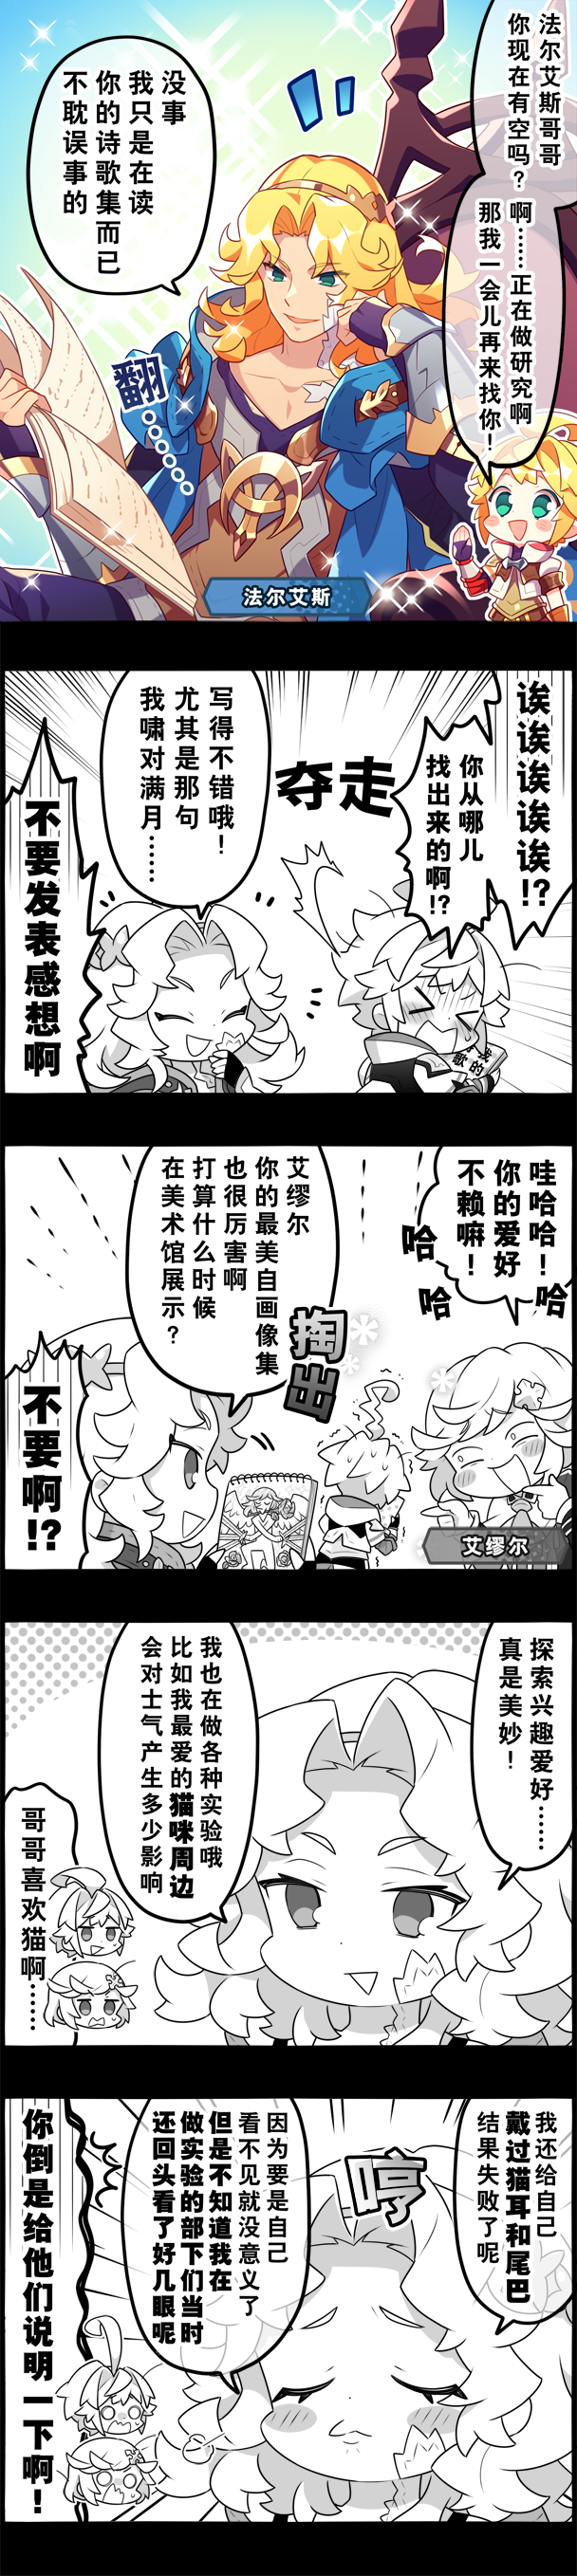 法尔艾斯哥哥
你现在有空吗？
啊……正在做研究啊
那我一会儿再来找你！
没事
我只是在读
你的诗歌集而已
不耽误事的
翻。。。。。。
法尔艾斯
诶诶诶诶诶!?
你从哪儿
找出来的啊!?
夺走
写得不错哦！
尤其是那句
我啸对满月……
不要发表感想啊
我的
歌
哇哈哈！
你的爱好
不赖嘛！
哈
哈
哈
艾缪尔
你的最美自画像集
也很厉害啊
打算什么时候
在美术馆展示？
掏出
不要啊!?
艾缪尔
探索兴趣爱好……
真是美妙！
我也在做各种实验哦
比如我最爱的猫咪周边
会对士气产生多少影响
哥哥喜欢猫啊……
我还给自己
戴过猫耳和尾巴
结果失败了呢
哼
因为要是自己
看不见就没意义了
但是不知道我在
做实验的部下们当时
还回头看了好几眼呢
你倒是给他们说明一下啊！